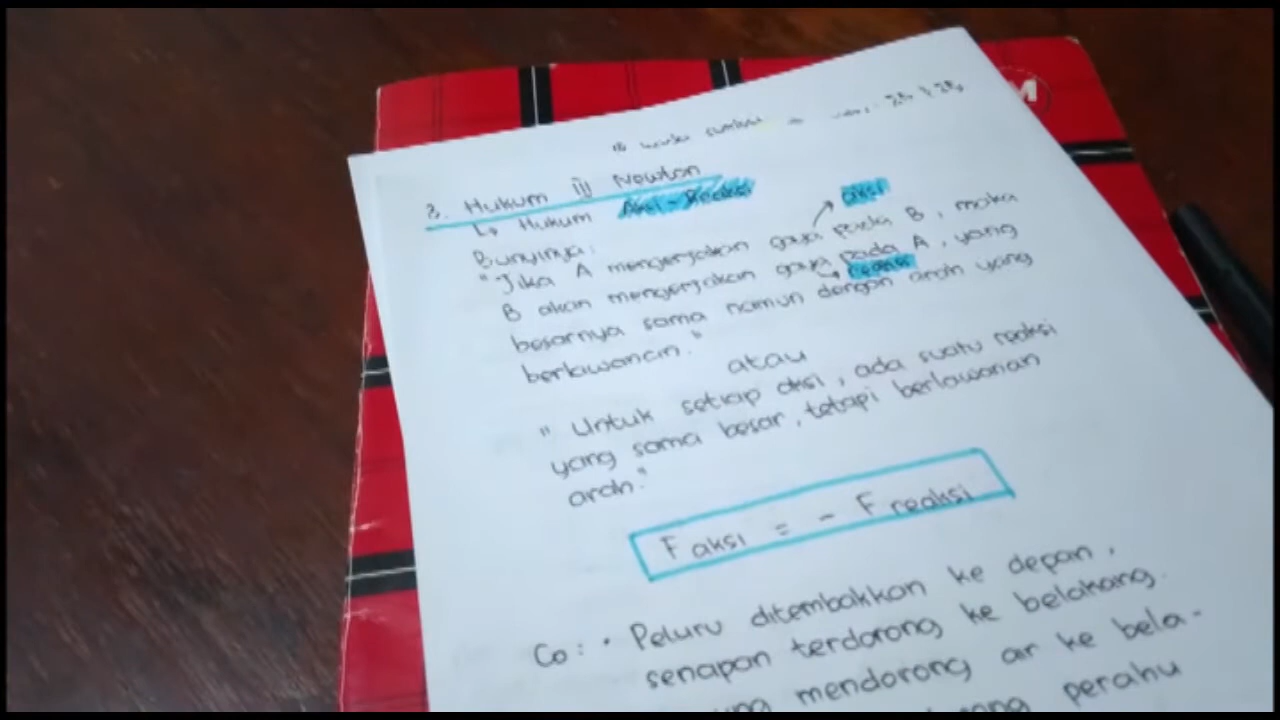 3. Hukum III Newton
↳ Hukum Aksi - Reaksi
Bunyinya:
aksi
"Jika A mengerjakan gaya pada B, maka
B akan mengerjakan gaya pada A, yang
reaksi
besarnya sama namun dengan arah yang
berlawanan."
atau
"Untuk setiap aksi, ada suatu reaksi
yang sama besar, tetapi berlawanan
arah."
F aksi = - F reaksi
Co: • Peluru ditembakkan ke depan,
senapan terdorong ke belakang.
mendorong air ke bela-
perahu